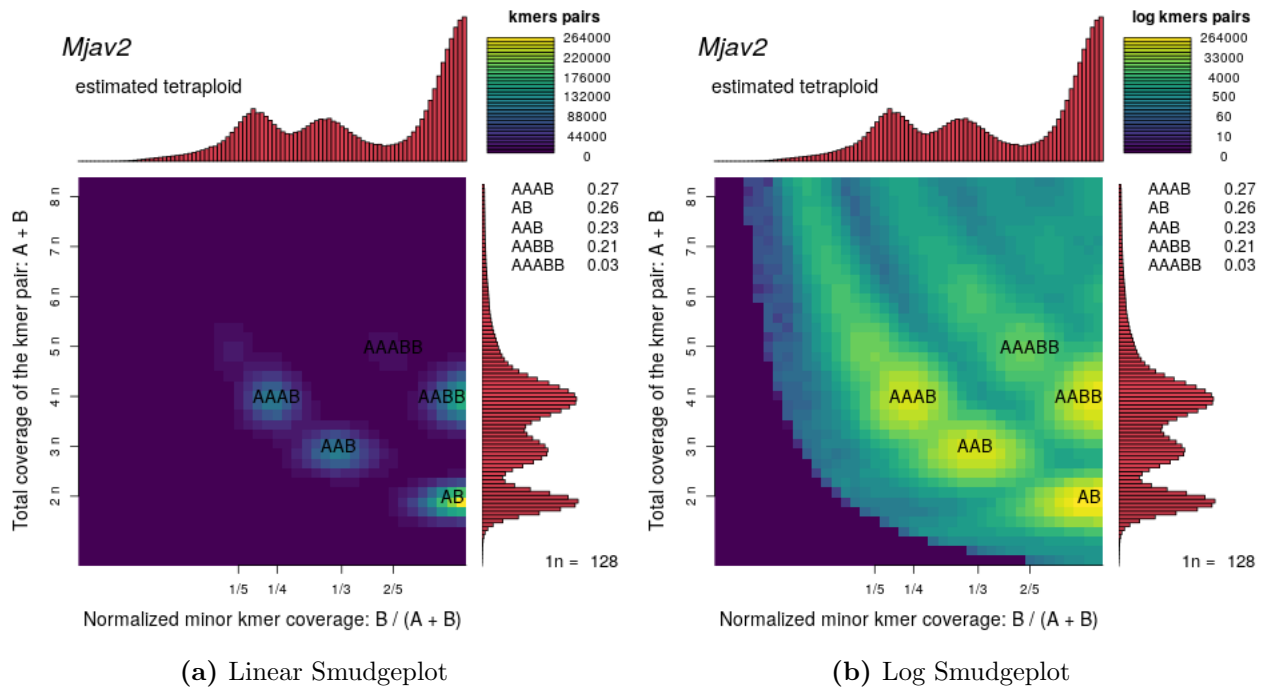 Mjav2
estimated tetraploid
kmers pairs
264000
220000
176000
132000
88000
44000
0
Total coverage of the kmer pair: A + B
8 n
7 n
6 n
5 n
4 n
3 n
2 n
AAABB
AAAB
AABB
AAB
AB
AAAB 0.27
AB 0.26
AAB 0.23
AABB 0.21
AAABB 0.03
1n = 128
1/5 1/4 1/3 2/5
Normalized minor kmer coverage: B / (A + B)
(a) Linear Smudgeplot
Mjav2
estimated tetraploid
log kmers pairs
264000
33000
4000
500
60
10
0
Total coverage of the kmer pair: A + B
8 n
7 n
6 n
5 n
4 n
3 n
2 n
AAABB
AAAB
AABB
AAB
AB
AAAB 0.27
AB 0.26
AAB 0.23
AABB 0.21
AAABB 0.03
1n = 128
1/5 1/4 1/3 2/5
Normalized minor kmer coverage: B / (A + B)
(b) Log Smudgeplot